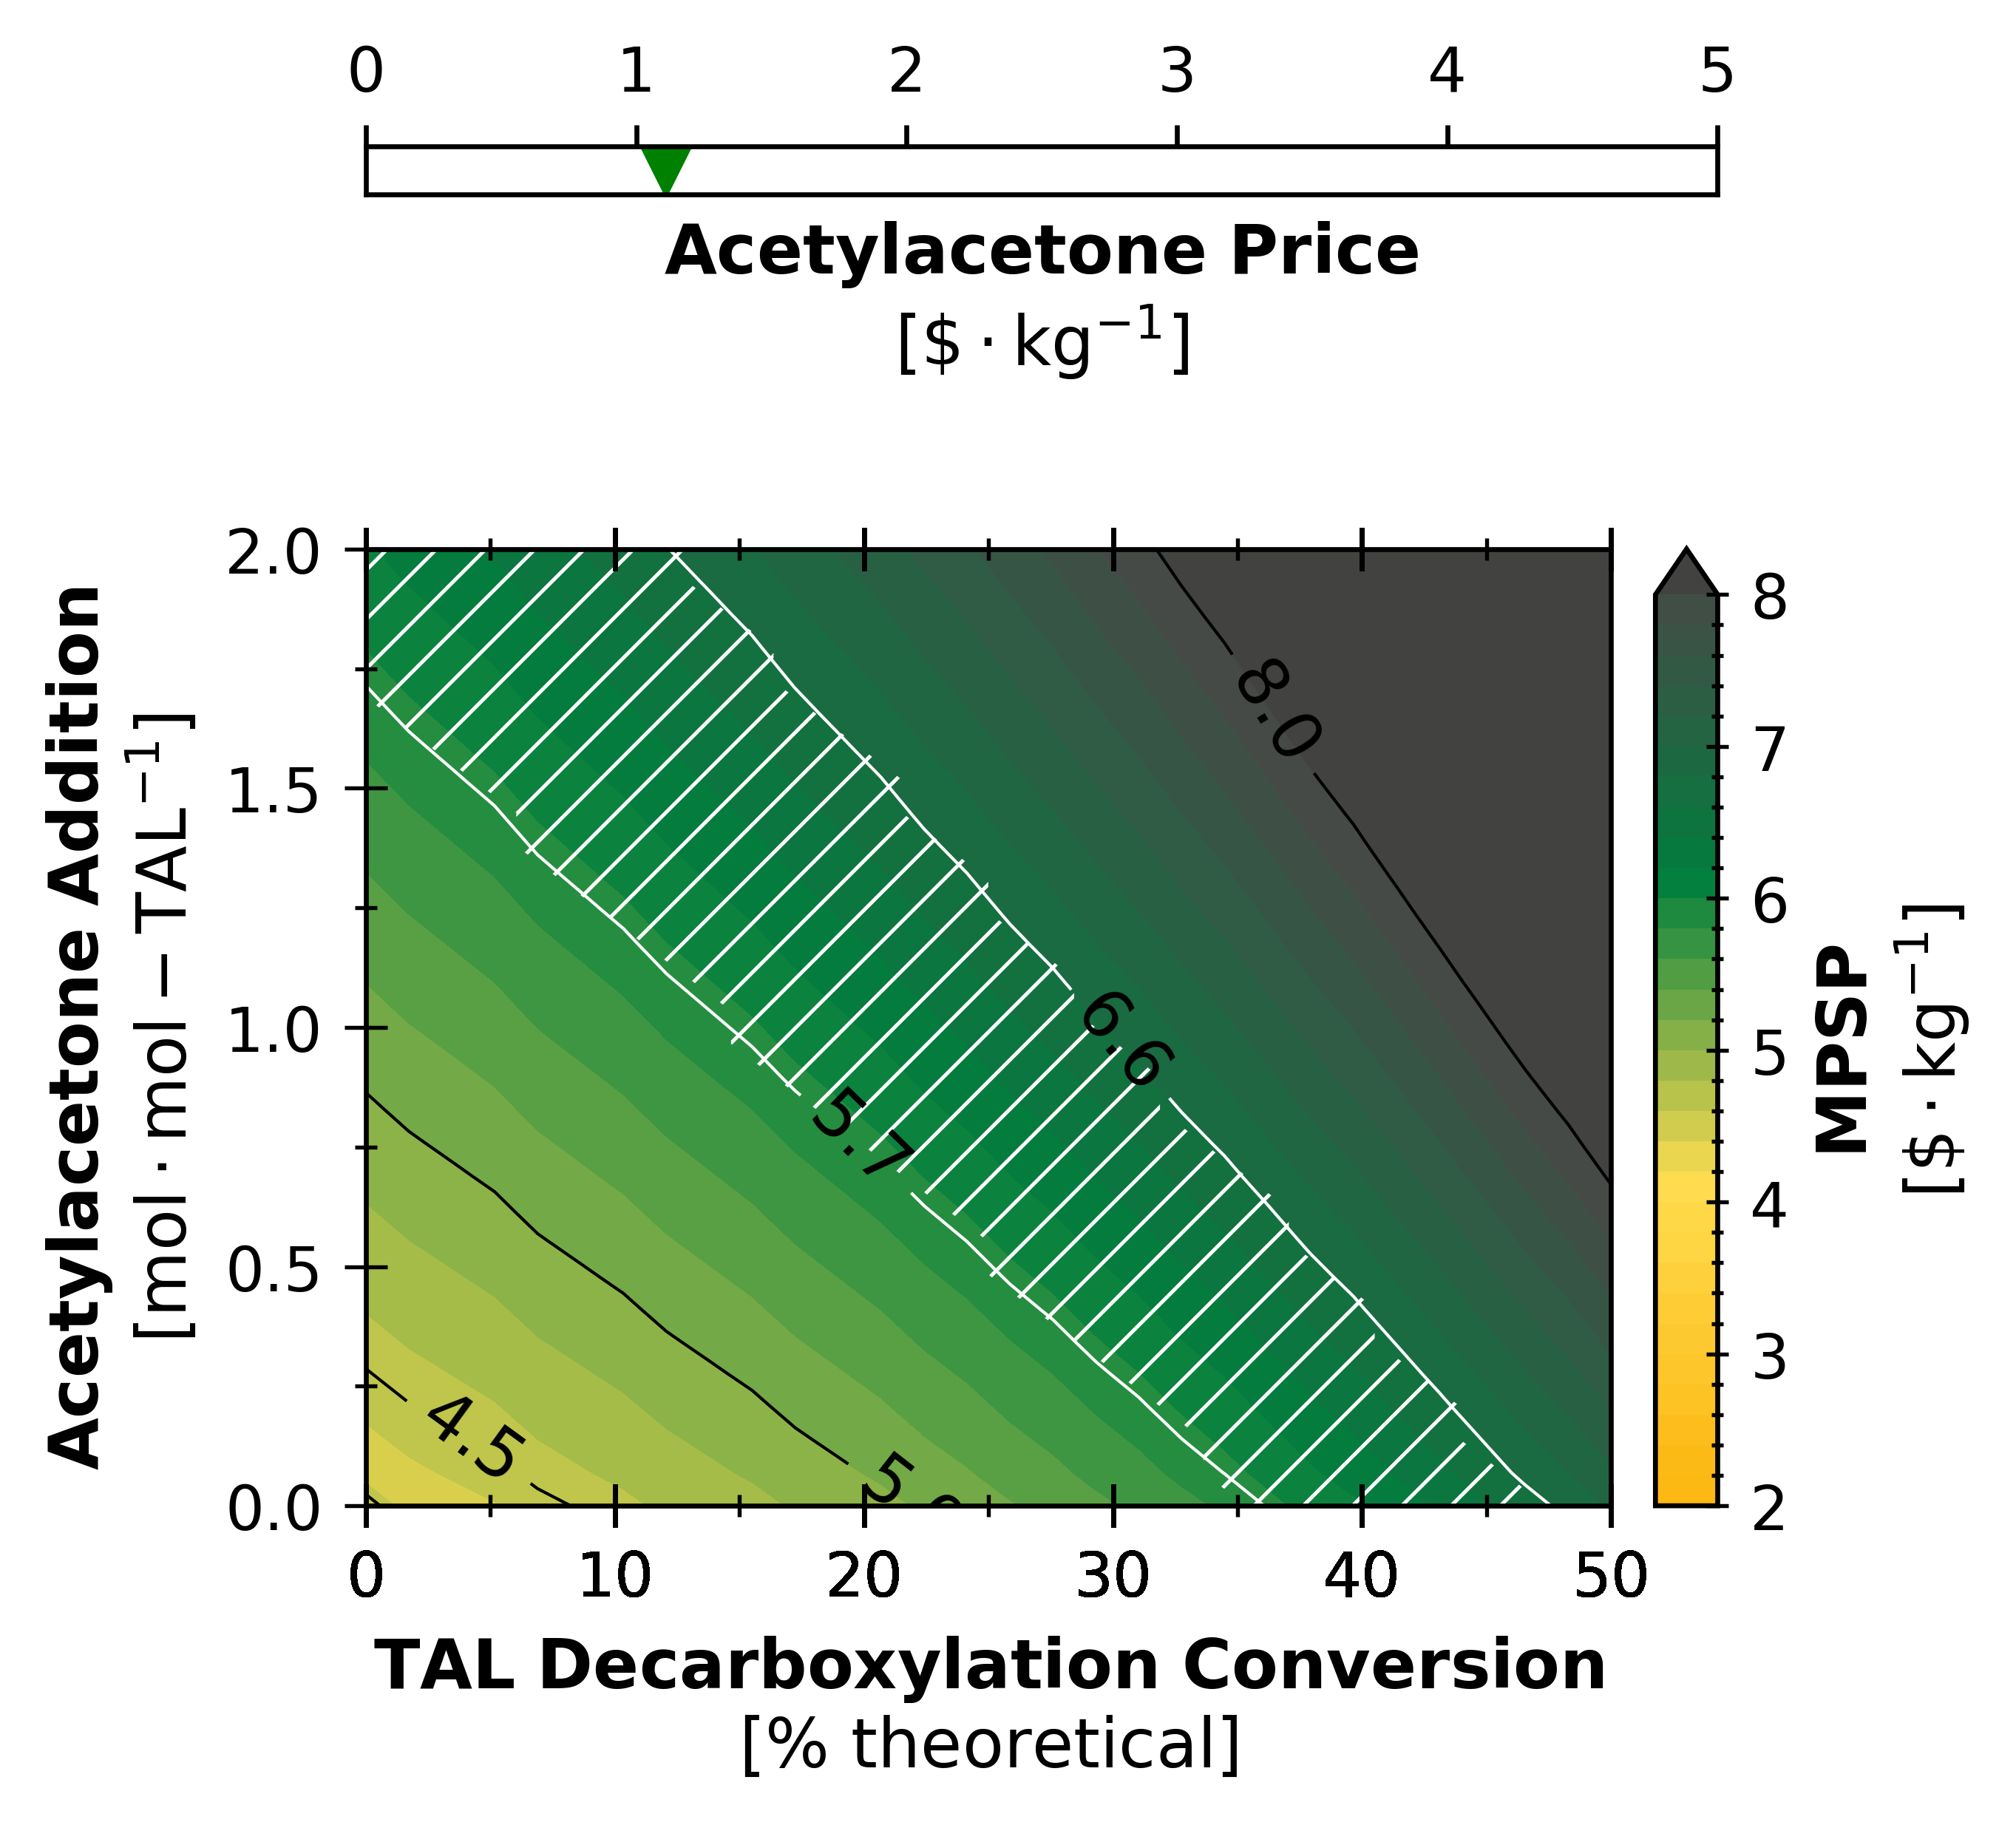 0 1 2 3 4 5
Acetylacetone Price
[$ · kg⁻¹]
Acetylacetone Addition
[mol · mol − TAL⁻¹]
2.0
1.5
1.0
0.5
0.0
8.0
6.6
5.7
4.5
5.0
0 10 20 30 40 50
TAL Decarboxylation Conversion
[% theoretical]
8
7
6
5
4
3
2
MPSP
[$ · kg⁻¹]